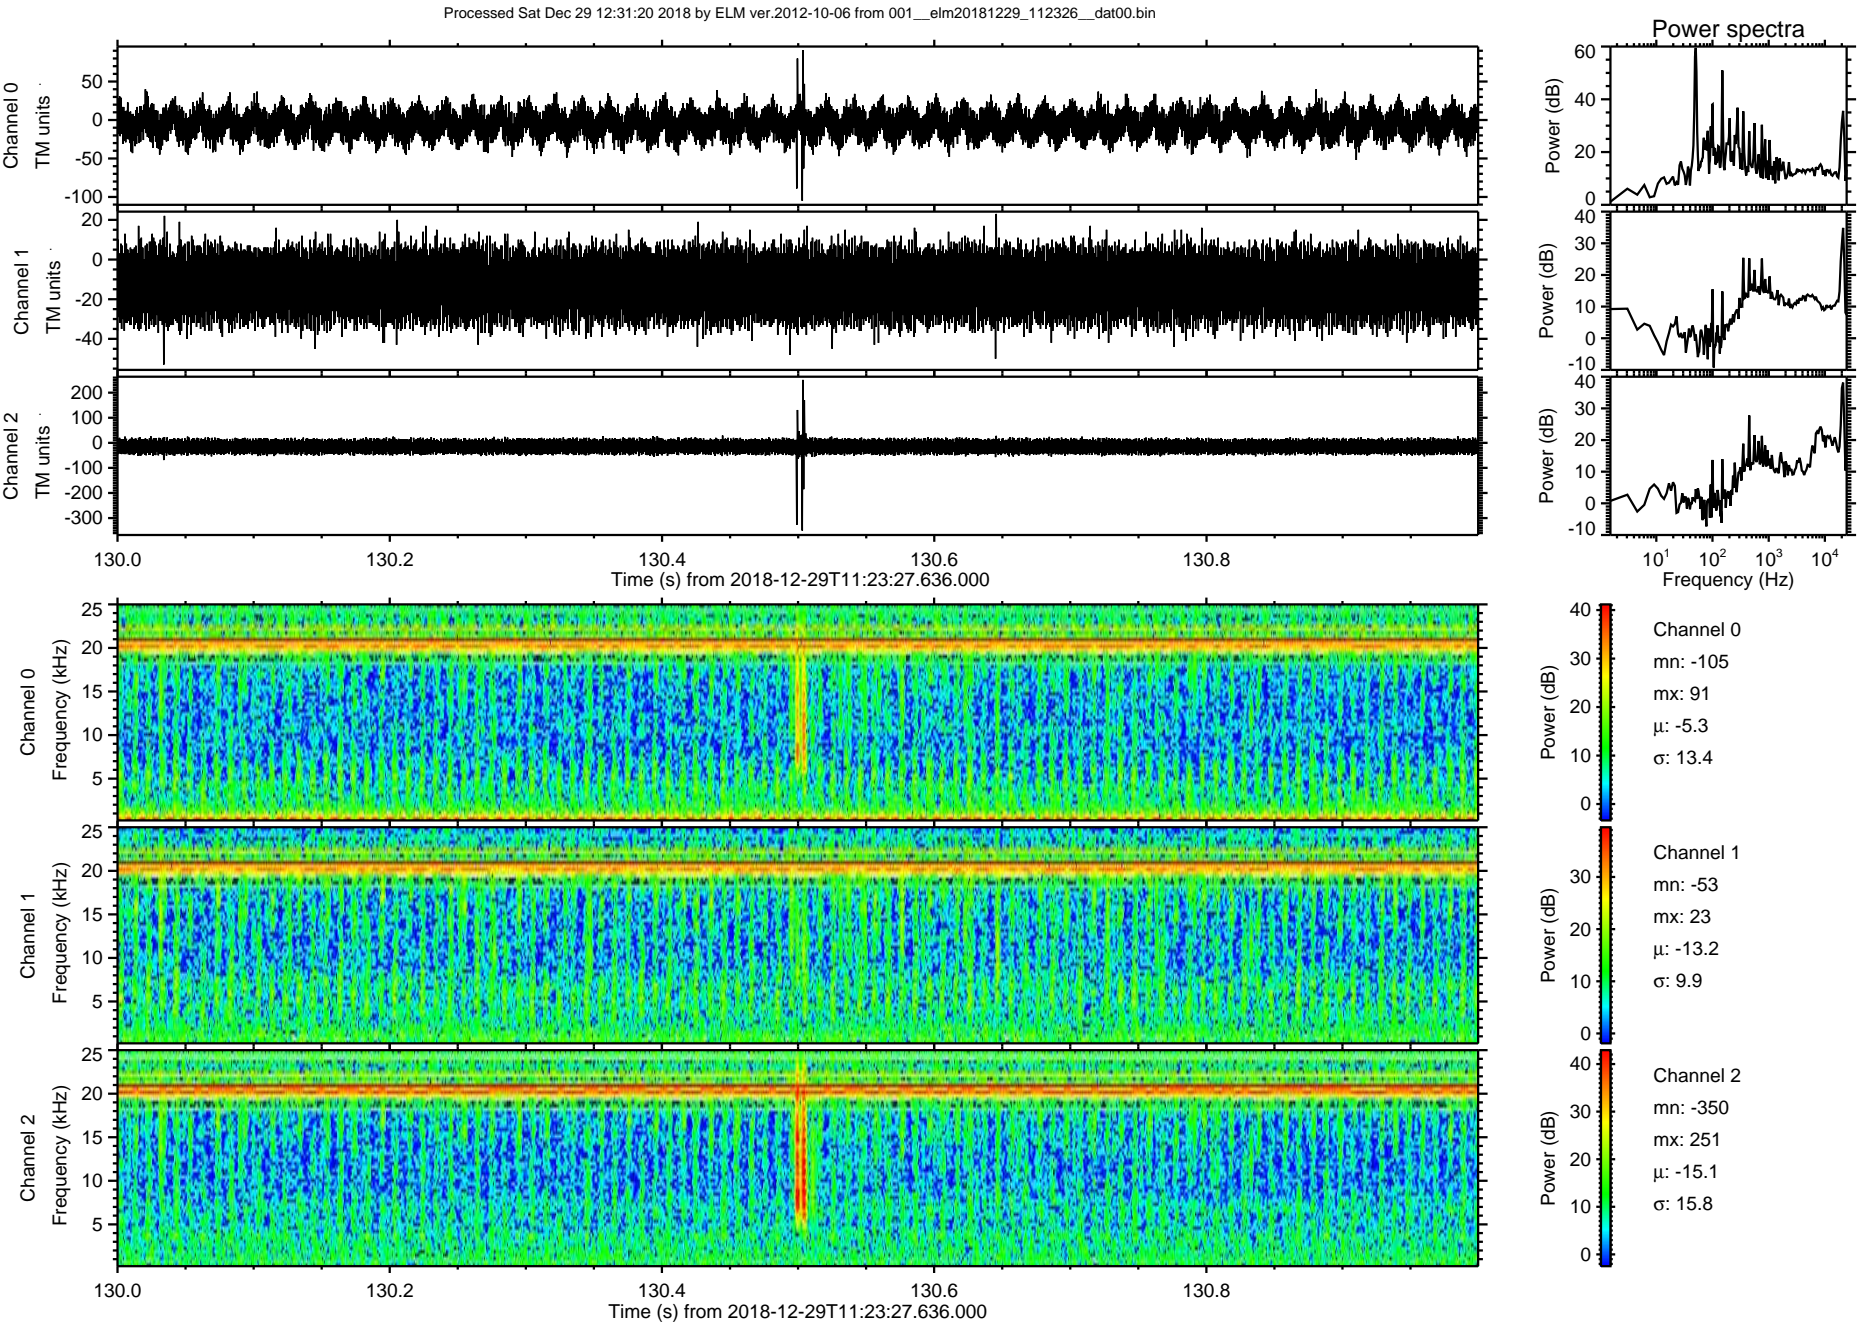 Processed Sat Dec 29 12:31:20 2018 by ELM ver.2012-10-06 from 001__elm20181229_112326__dat00.bin
Power spectra
Channel 0
TM units
50
0
-50
-100
Power (dB)
60
40
20
0
Channel 1
TM units
20
0
-20
-40
Power (dB)
40
30
20
10
0
-10
Channel 2
TM units
200
100
0
-100
-200
-300
Power (dB)
40
30
20
10
0
-10
130.0 130.2 130.4 130.6 130.8
Time (s) from 2018-12-29T11:23:27.636.000
10^1 10^2 10^3 10^4
Frequency (Hz)
Channel 0
Frequency (kHz)
25
20
15
10
5
Power (dB)
40
30
20
10
0
Channel 0
mn: -105
mx: 91
μ: -5.3
σ: 13.4
Channel 1
Frequency (kHz)
25
20
15
10
5
Power (dB)
30
20
10
0
Channel 1
mn: -53
mx: 23
μ: -13.2
σ: 9.9
Channel 2
Frequency (kHz)
25
20
15
10
5
Power (dB)
40
30
20
10
0
Channel 2
mn: -350
mx: 251
μ: -15.1
σ: 15.8
130.0 130.2 130.4 130.6 130.8
Time (s) from 2018-12-29T11:23:27.636.000